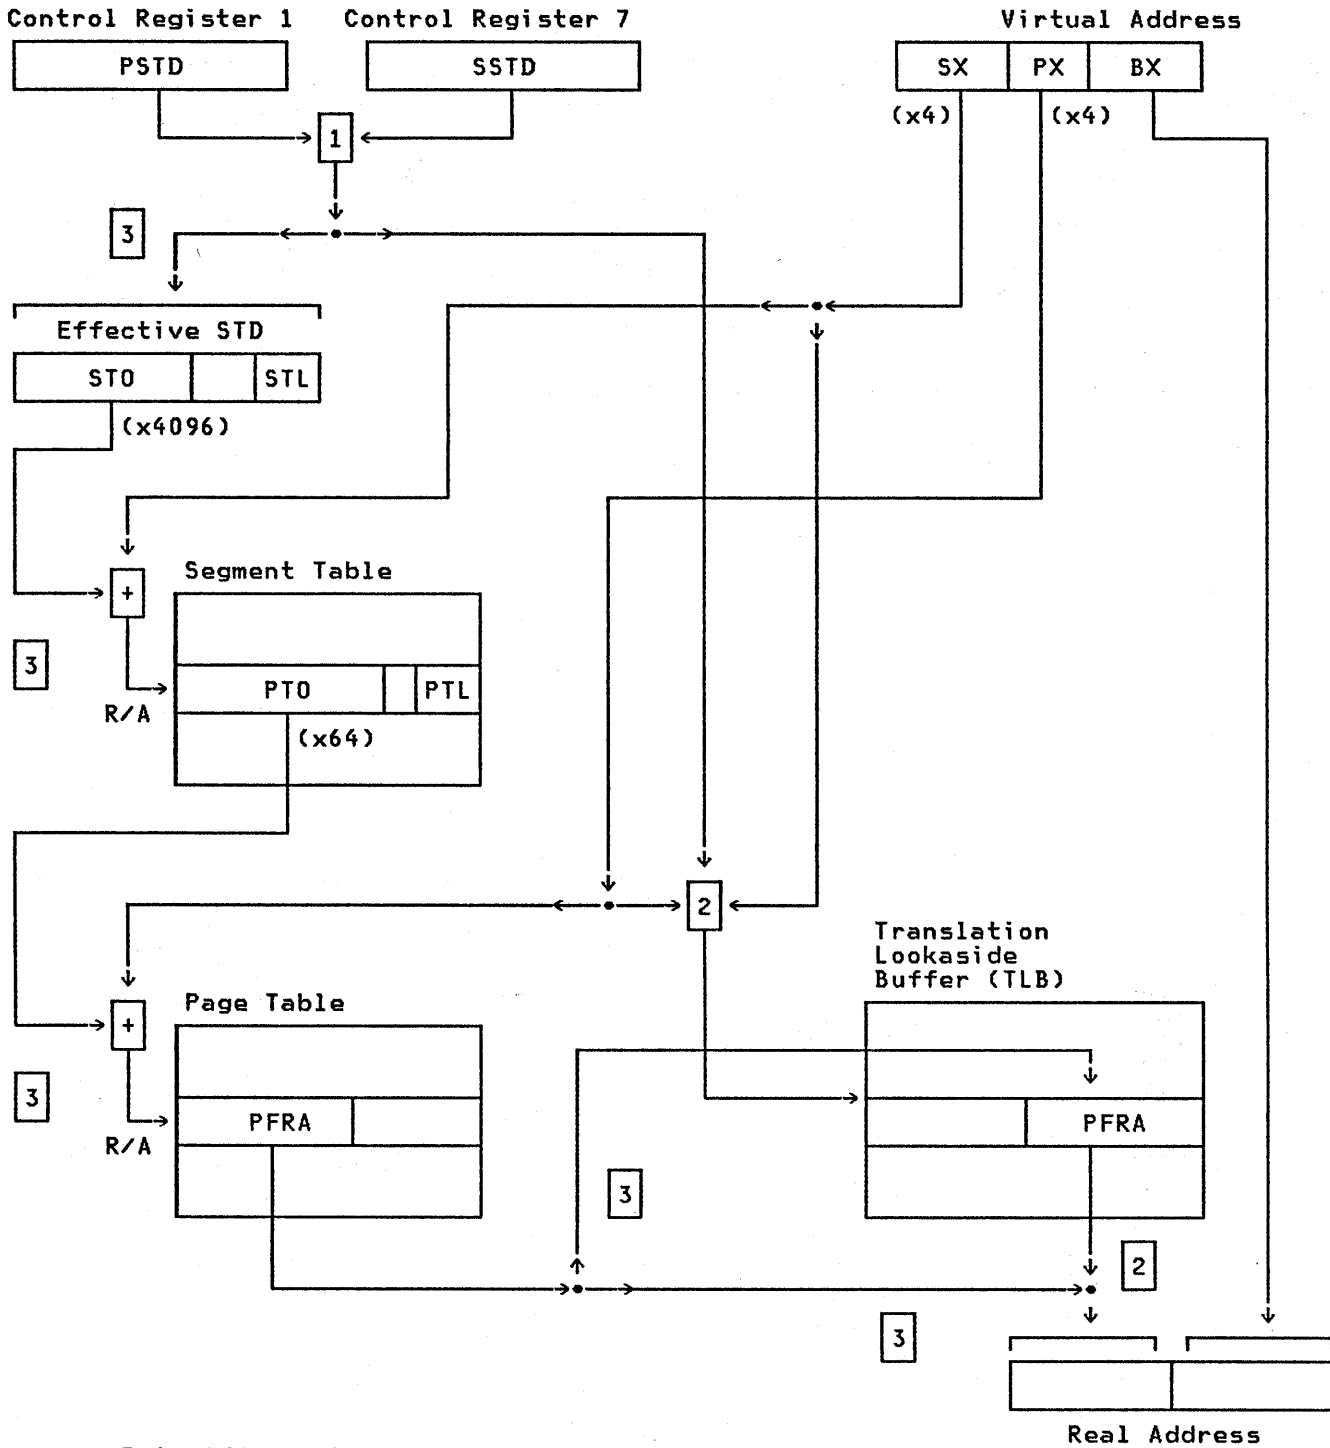 Control Register 1 Control Register 7 Virtual Address
PSTD SSTD SX PX BX
(x4) (x4)
1
3
Effective STD
STO STL
(x4096)
Segment Table
+
3
PTO PTL
R/A
(x64)
2
Translation
Lookaside
Buffer (TLB)
Page Table
+
3
PFRA PFRA
R/A
3
2
3
Real Address